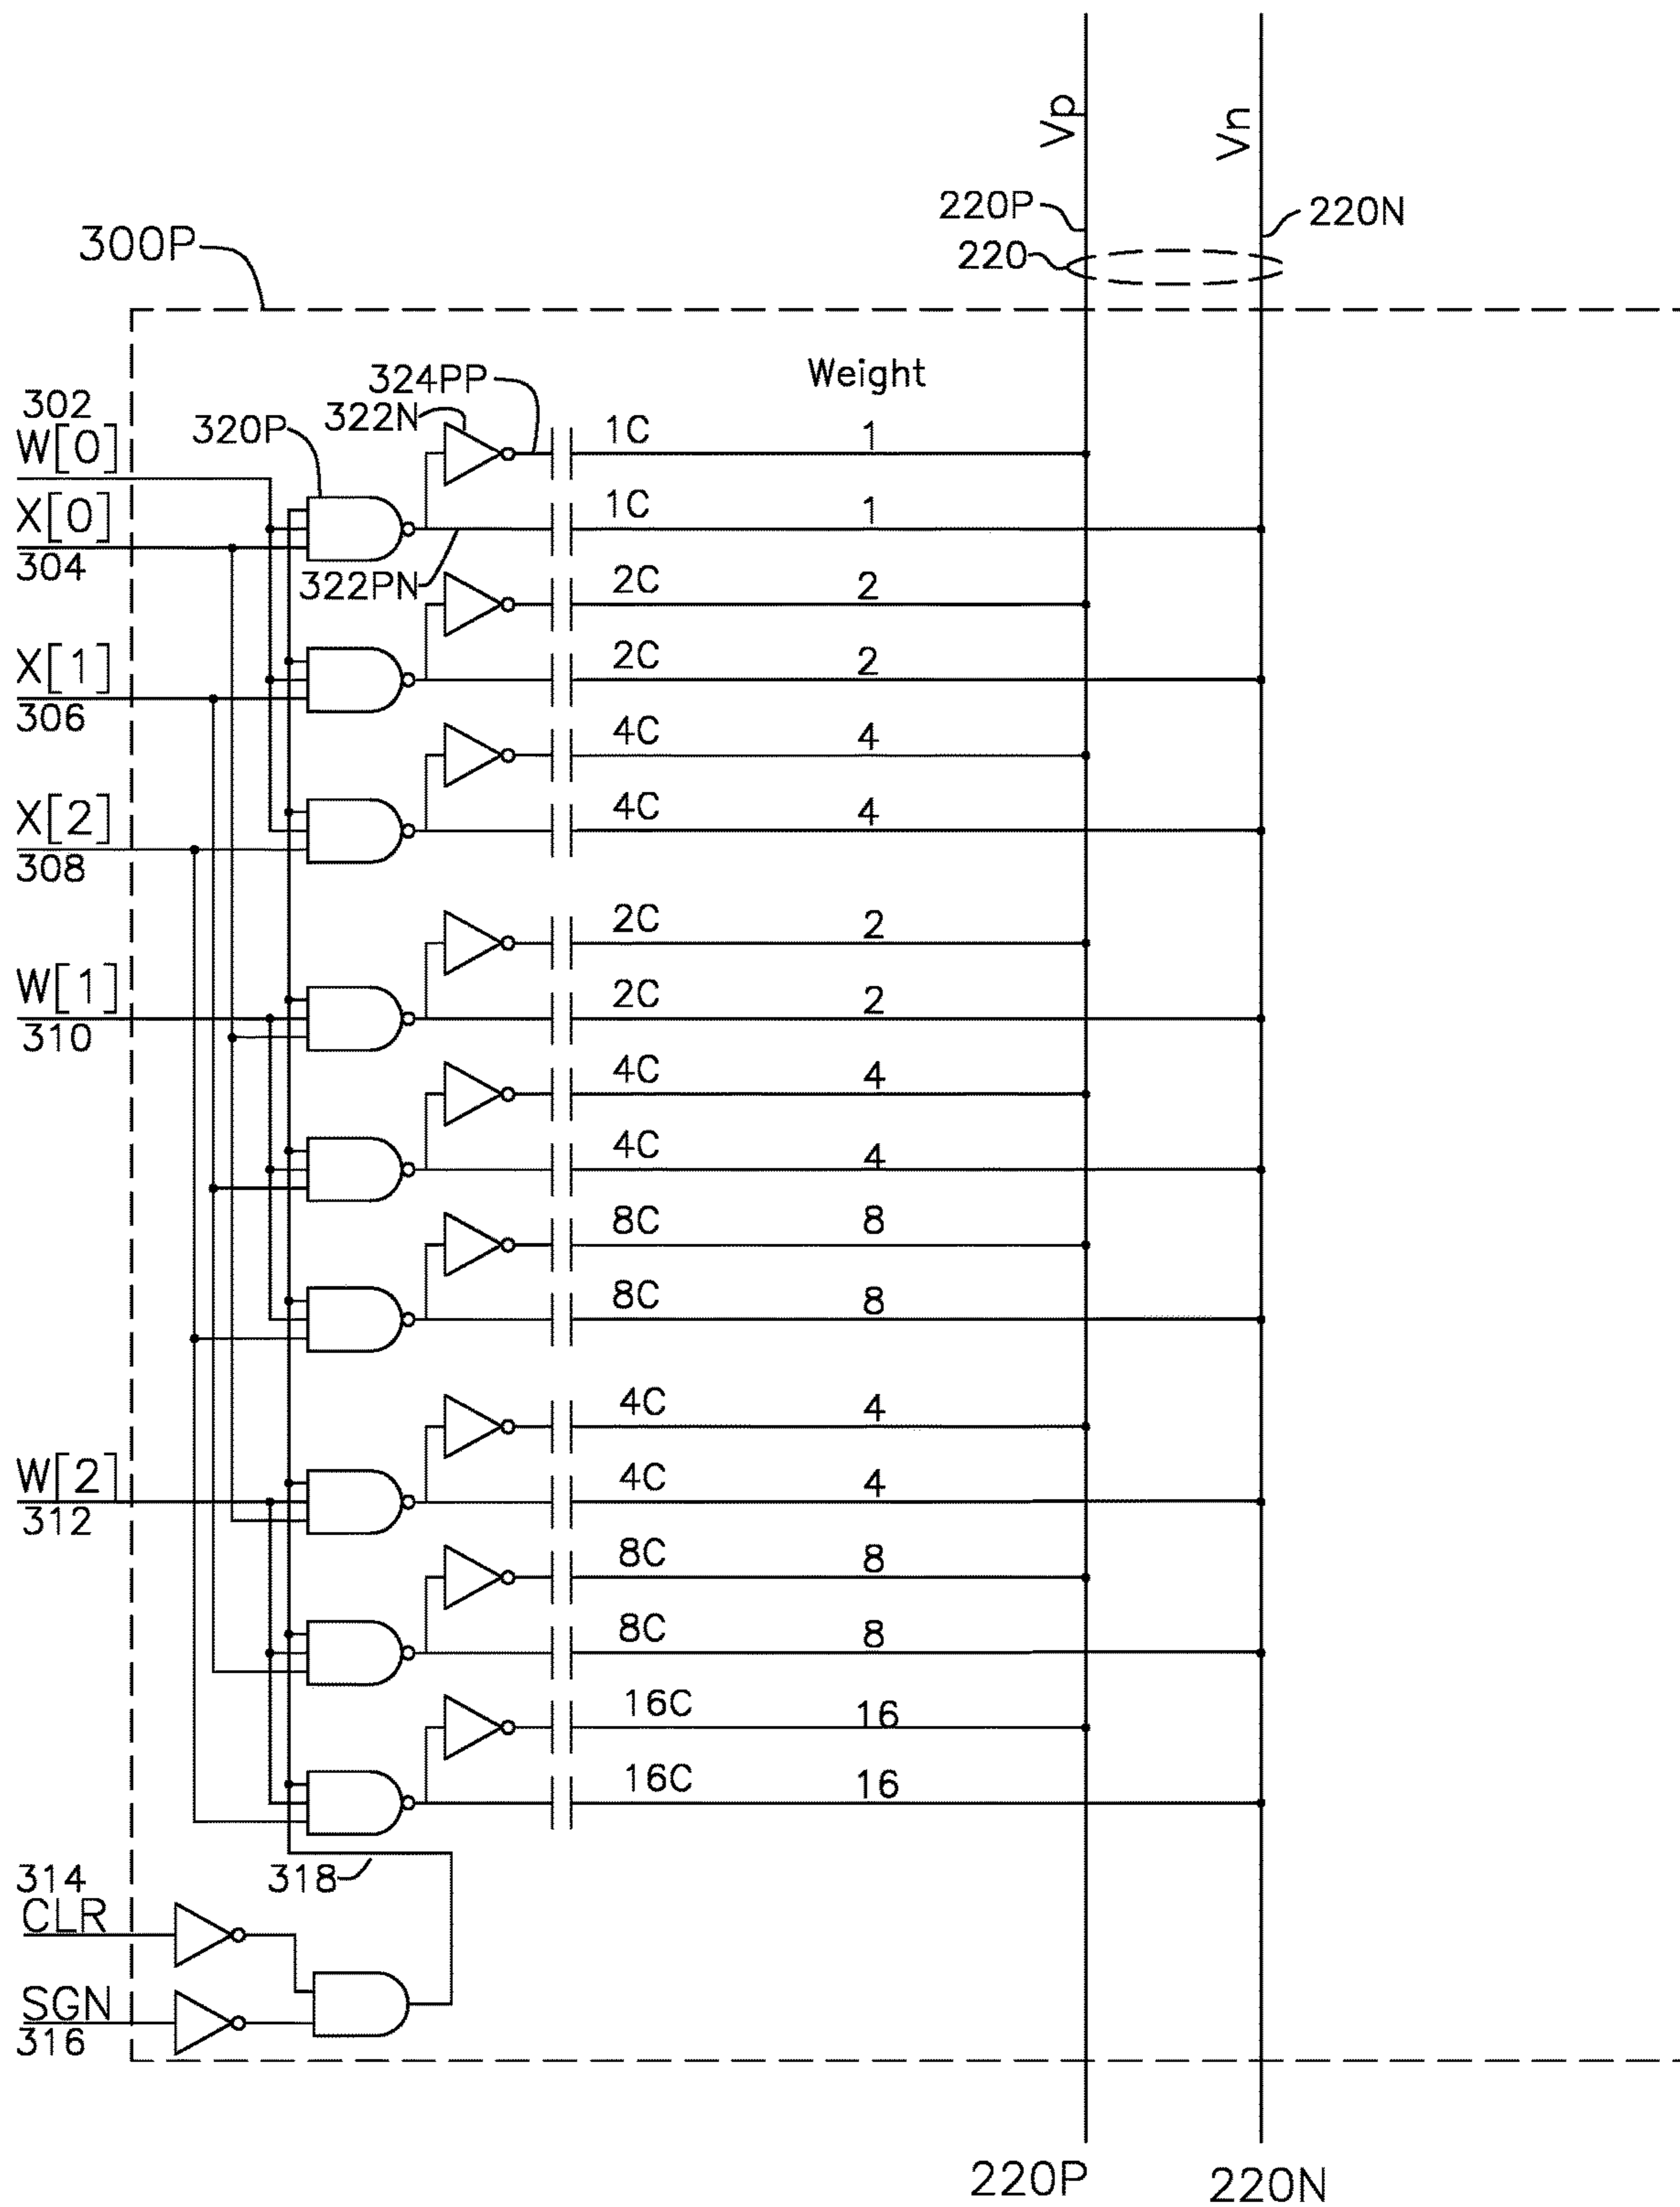 Vp
Vn
220P
220N
220
300P
Weight
324PP
302
322N
W[0]
320P
1C 1
X[0]
1C 1
304
322PN
2C 2
X[1]
2C 2
306
4C 4
X[2]
4C 4
308
2C 2
W[1]
2C 2
310
4C 4
4C 4
8C 8
8C 8
4C 4
W[2]
4C 4
312
8C 8
8C 8
16C 16
16C 16
314
318
CLR
SGN
316
220P
220N